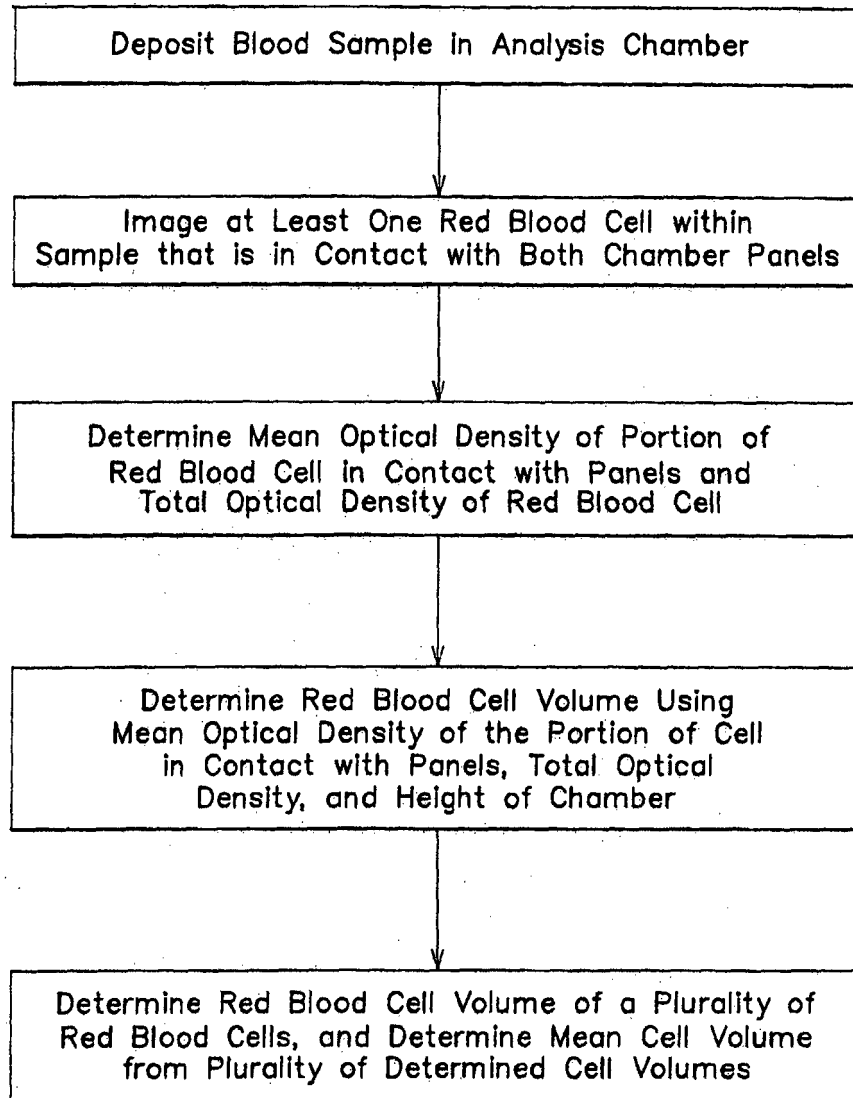 Deposit Blood Sample in Analysis Chamber
Image at Least One Red Blood Cell within
Sample that is in Contact with Both Chamber Panels
Determine Mean Optical Density of Portion of
Red Blood Cell in Contact with Panels and
Total Optical Density of Red Blood Cell
Determine Red Blood Cell Volume Using
Mean Optical Density of the Portion of Cell
in Contact with Panels, Total Optical
Density, and Height of Chamber
Determine Red Blood Cell Volume of a Plurality of
Red Blood Cells, and Determine Mean Cell Volume
from Plurality of Determined Cell Volumes